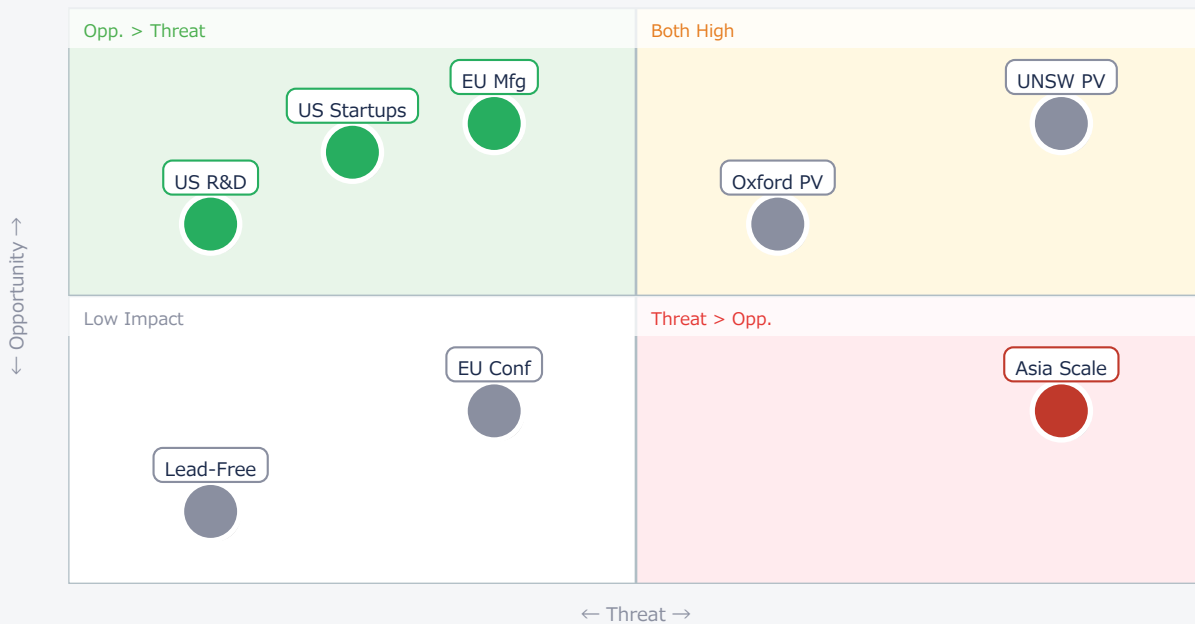 Opp. > Threat
Both High
EU Mfg
UNSW PV
US Startups
US R&D
Oxford PV
← Opportunity →
Low Impact
Threat > Opp.
EU Conf
Asia Scale
Lead-Free
← Threat →